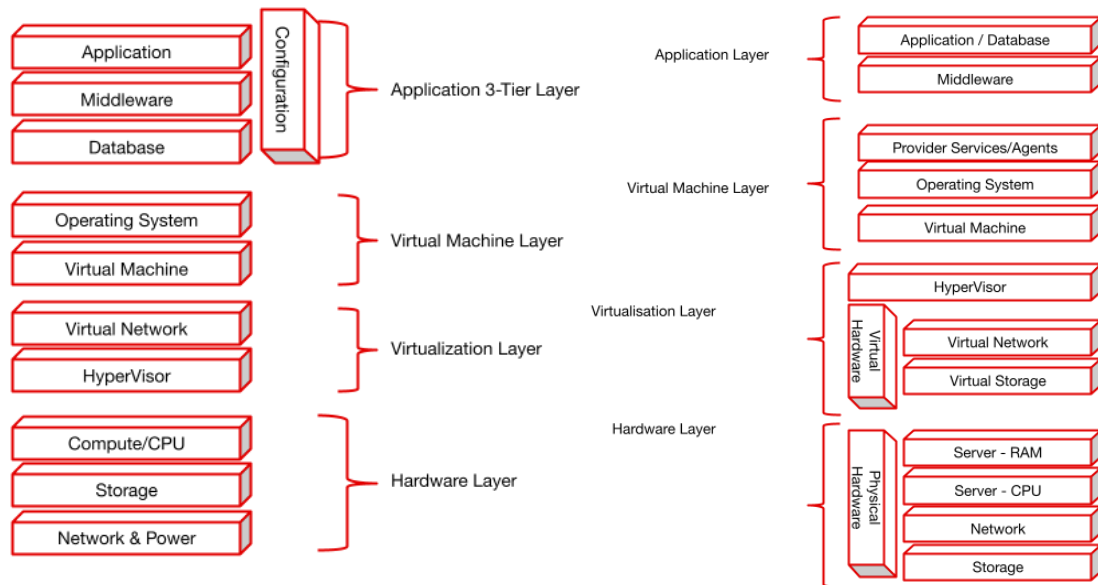 Application
Middleware
Database
Configuration
Application 3-Tier Layer
Operating System
Virtual Machine
Virtual Machine Layer
Virtual Network
HyperVisor
Virtualization Layer
Compute/CPU
Storage
Network & Power
Hardware Layer
Application Layer
Application / Database
Middleware
Virtual Machine Layer
Provider Services/Agents
Operating System
Virtual Machine
Virtualisation Layer
HyperVisor
Virtual
Hardware
Virtual Network
Virtual Storage
Hardware Layer
Physical
Hardware
Server - RAM
Server - CPU
Network
Storage